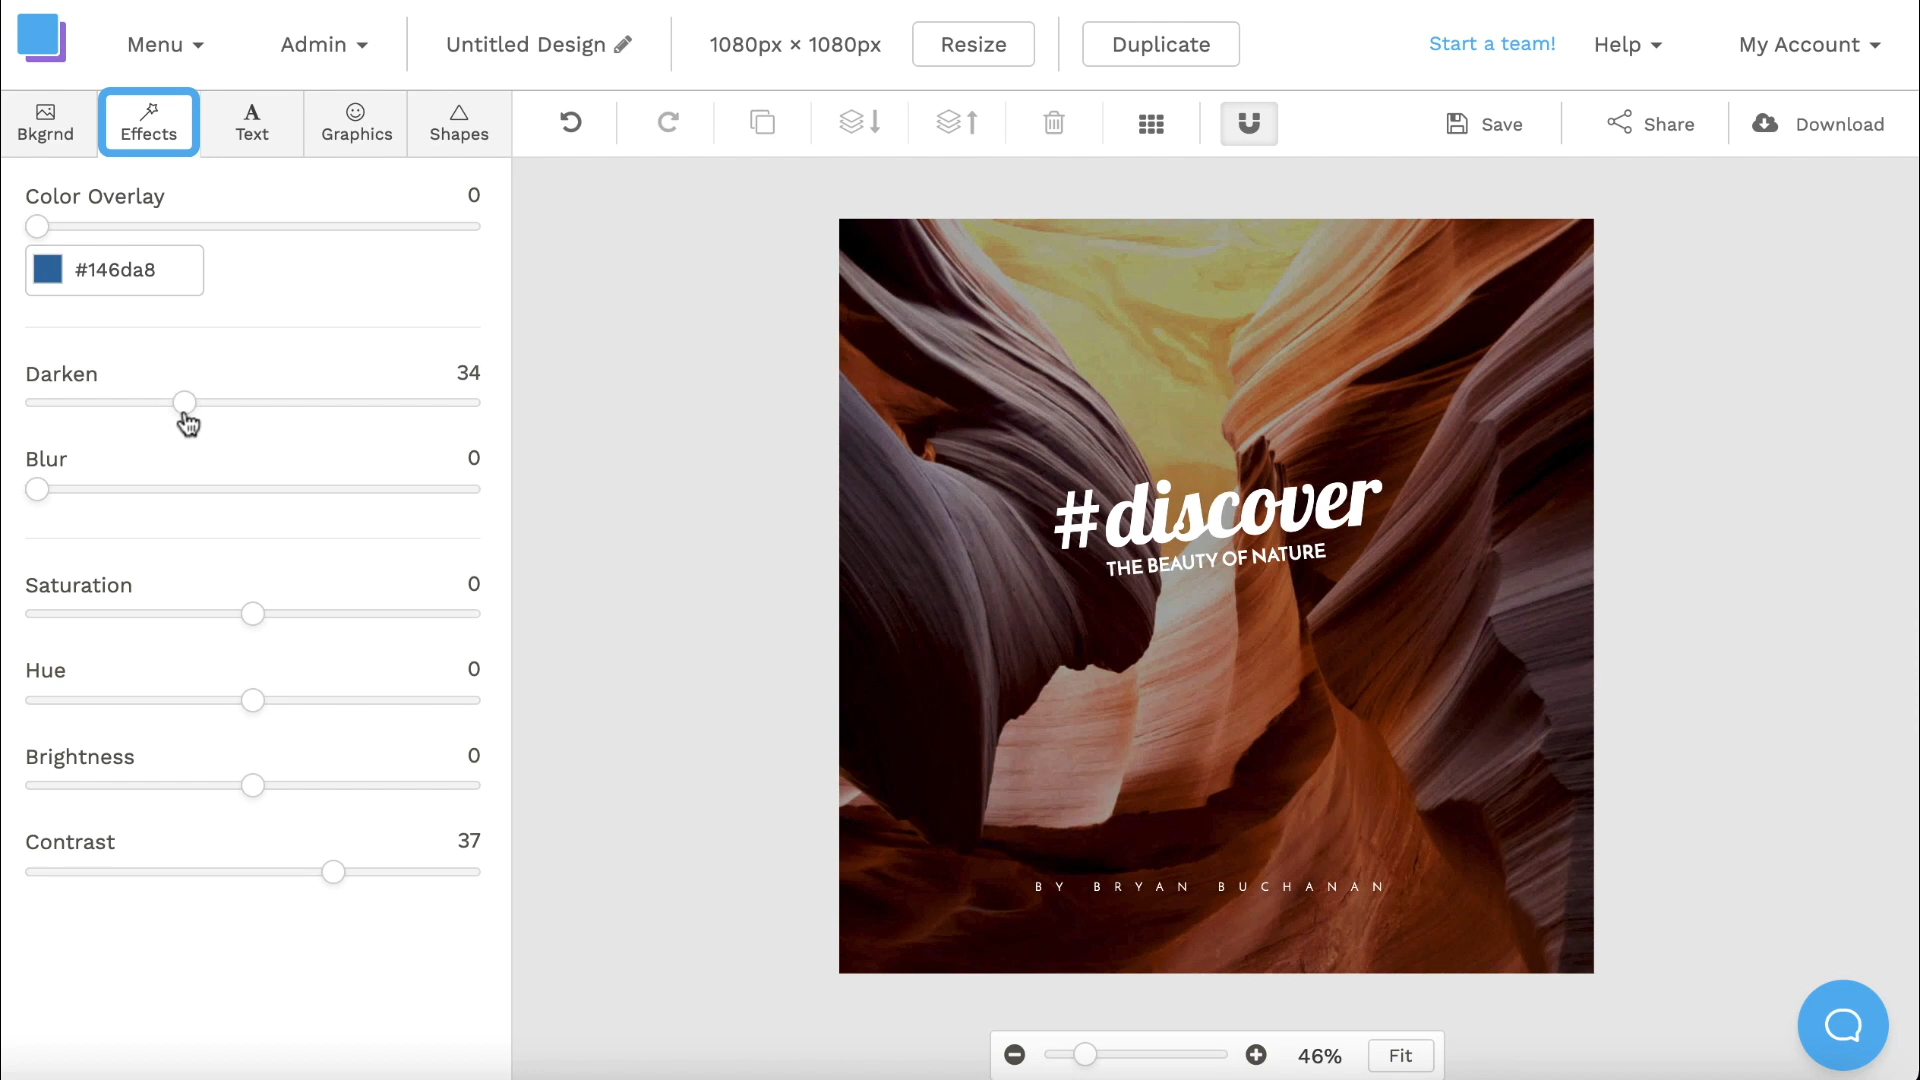 Menu
Admin
Untitled Design
1080px × 1080px
Resize
Duplicate
Start a team!
Help
My Account
Bkgrnd
Effects
Text
Graphics
Shapes
Save
Share
Download
Color Overlay 0
#146da8
Darken 34
Blur 0
Saturation 0
Hue 0
Brightness 0
Contrast 37
#discover
THE BEAUTY OF NATURE
BY BRYAN BUCHANAN
46%
Fit